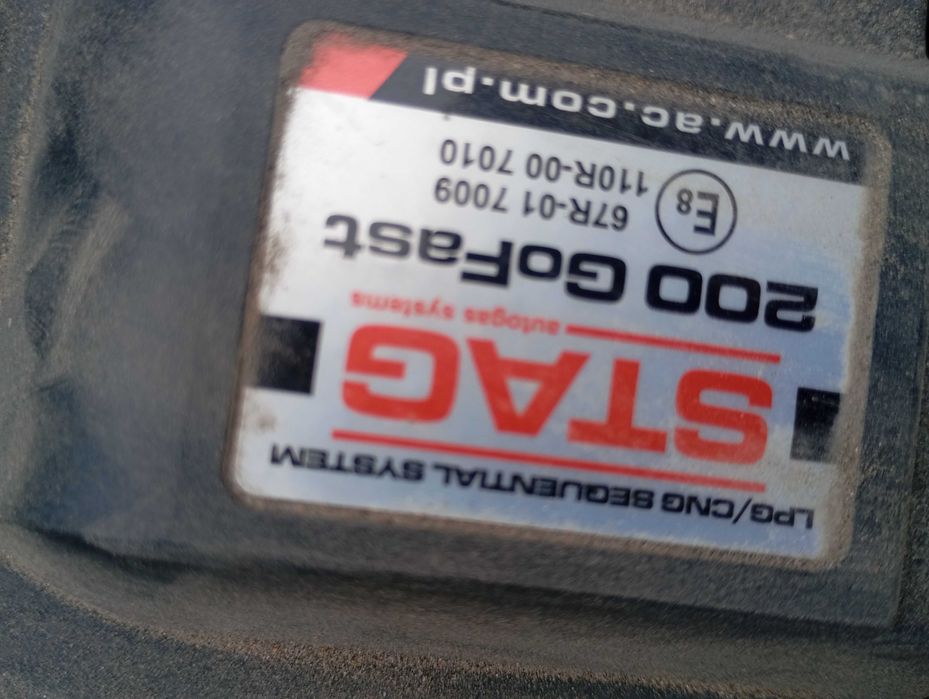 LPG/CNG SEQUENTIAL SYSTEM
STAG
autogas systems
200 GoFast
E8
67R-01 7009
110R-00 7010
www.ac.com.pl